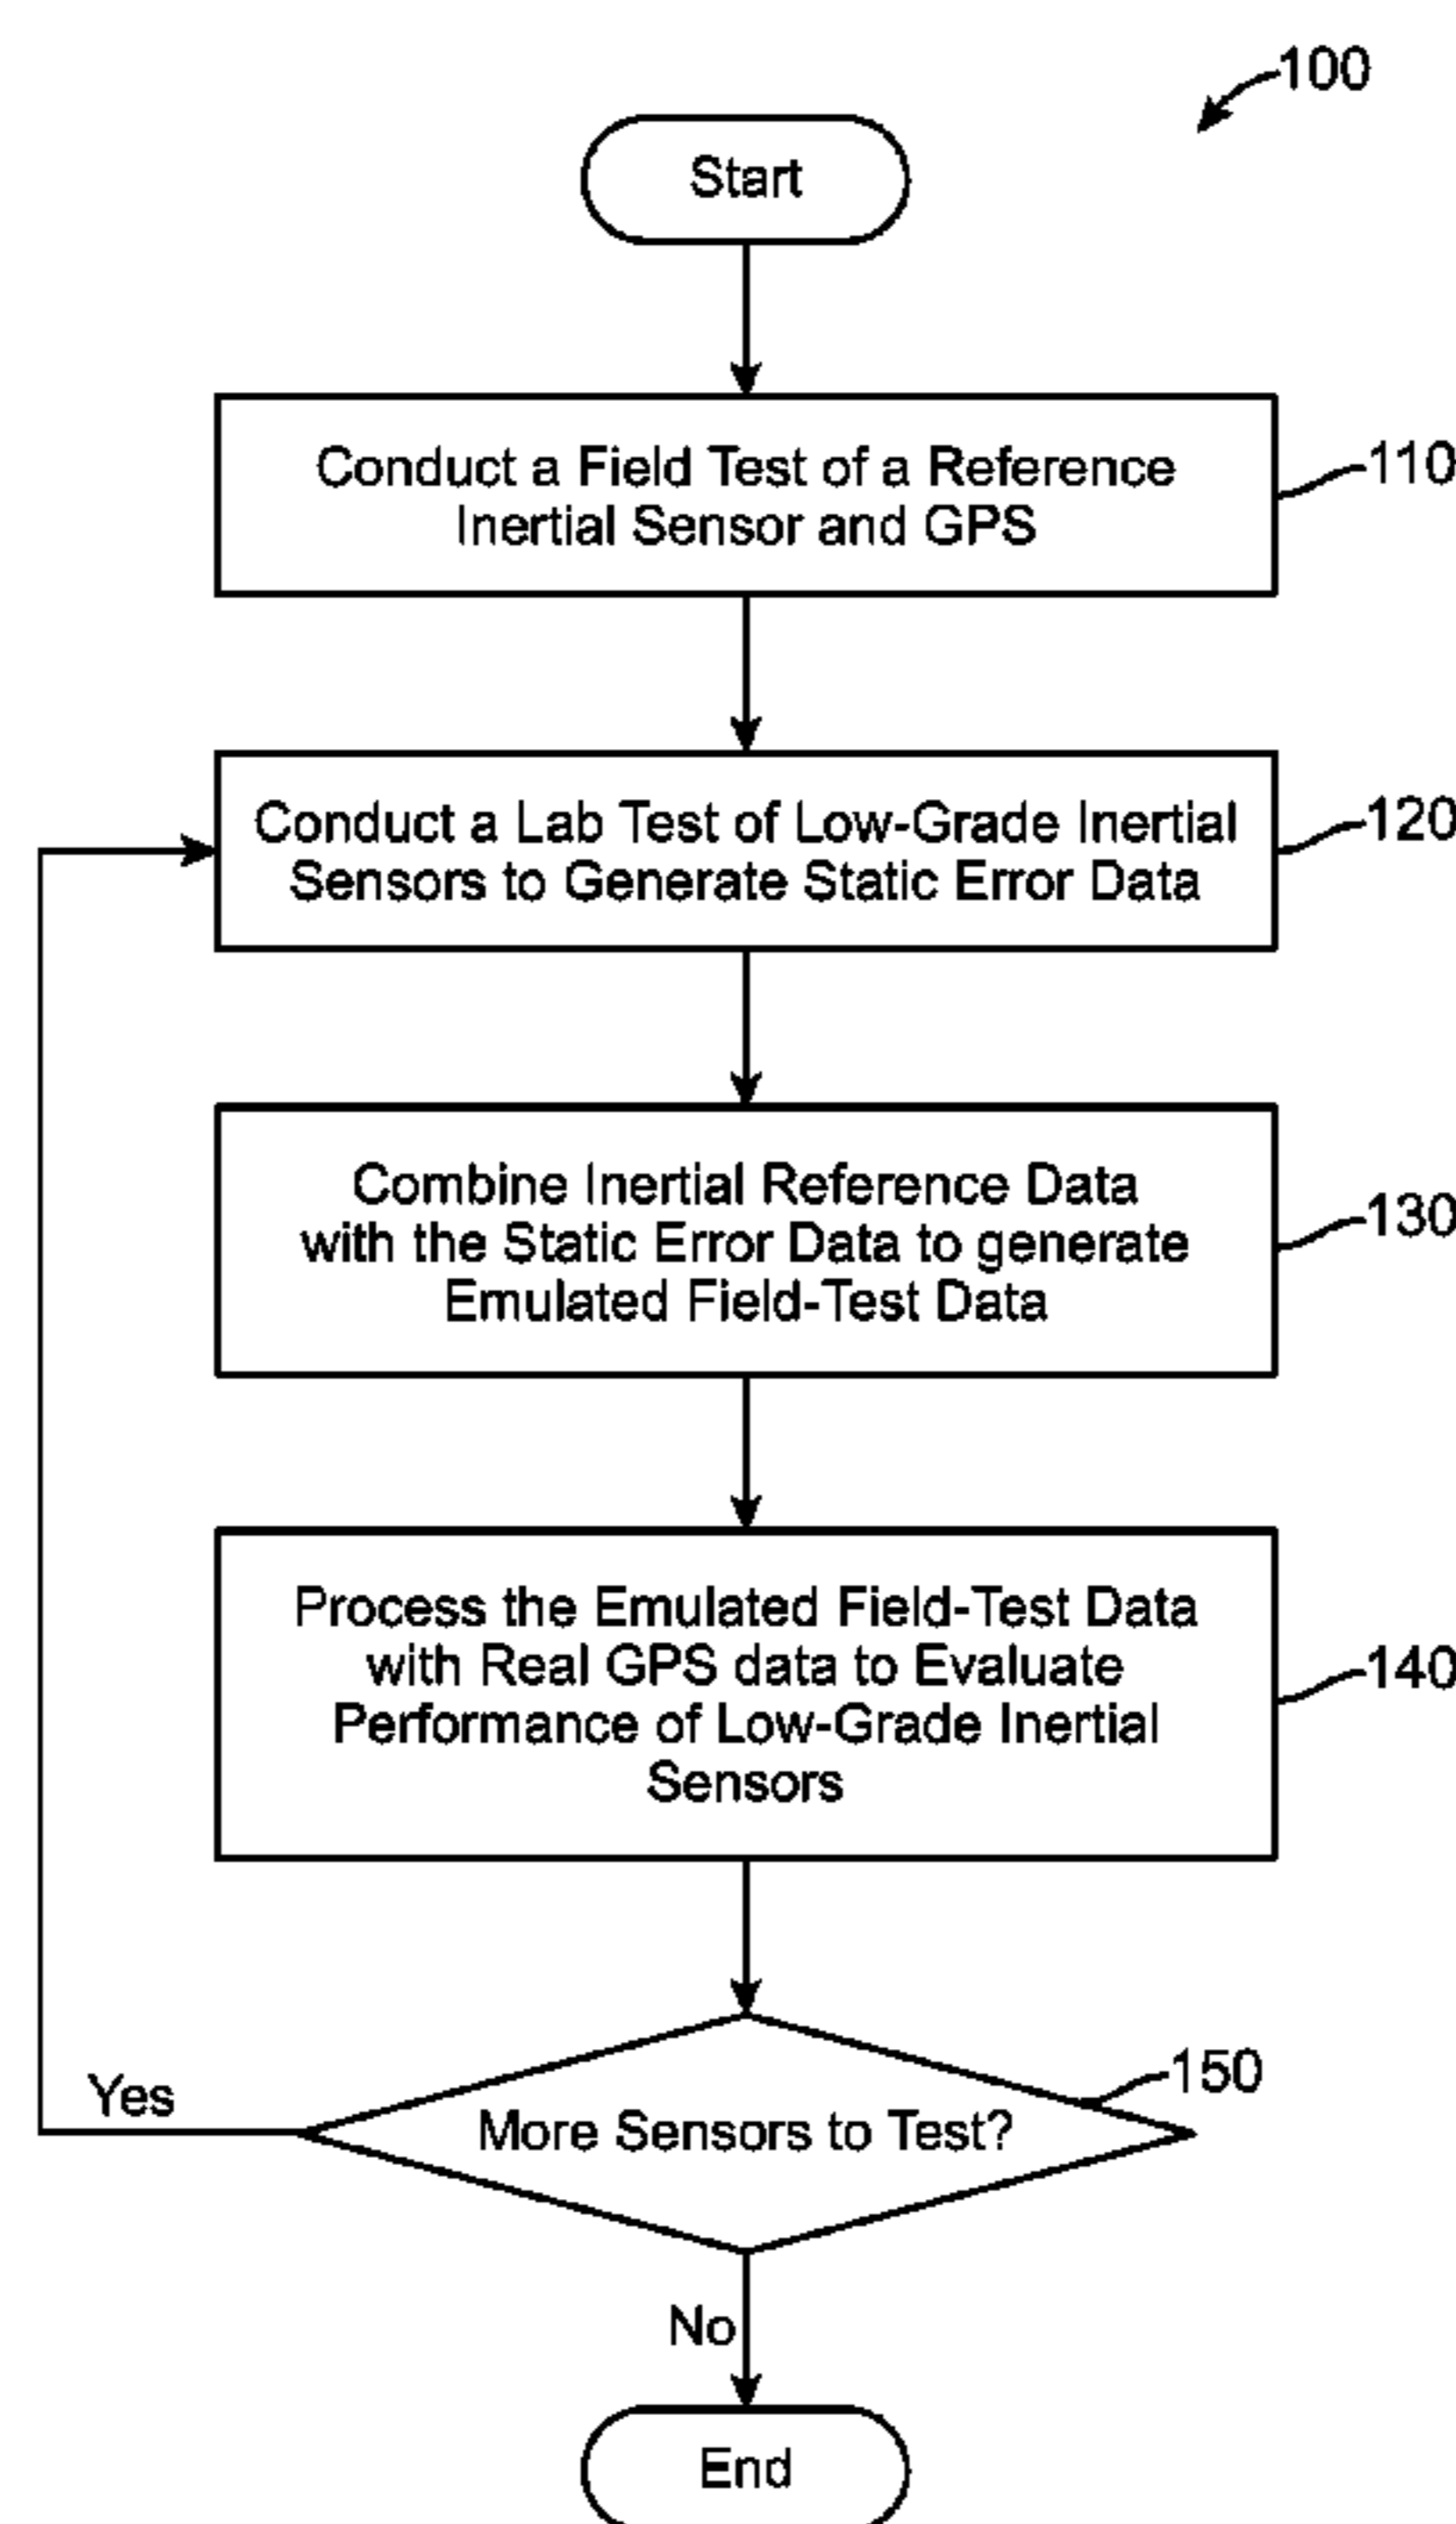 100
Start
Conduct a Field Test of a Reference
Inertial Sensor and GPS
110
Conduct a Lab Test of Low-Grade Inertial
Sensors to Generate Static Error Data
120
Combine Inertial Reference Data
with the Static Error Data to generate
Emulated Field-Test Data
130
Process the Emulated Field-Test Data
with Real GPS data to Evaluate
Performance of Low-Grade Inertial
Sensors
140
150
Yes
More Sensors to Test?
No
End